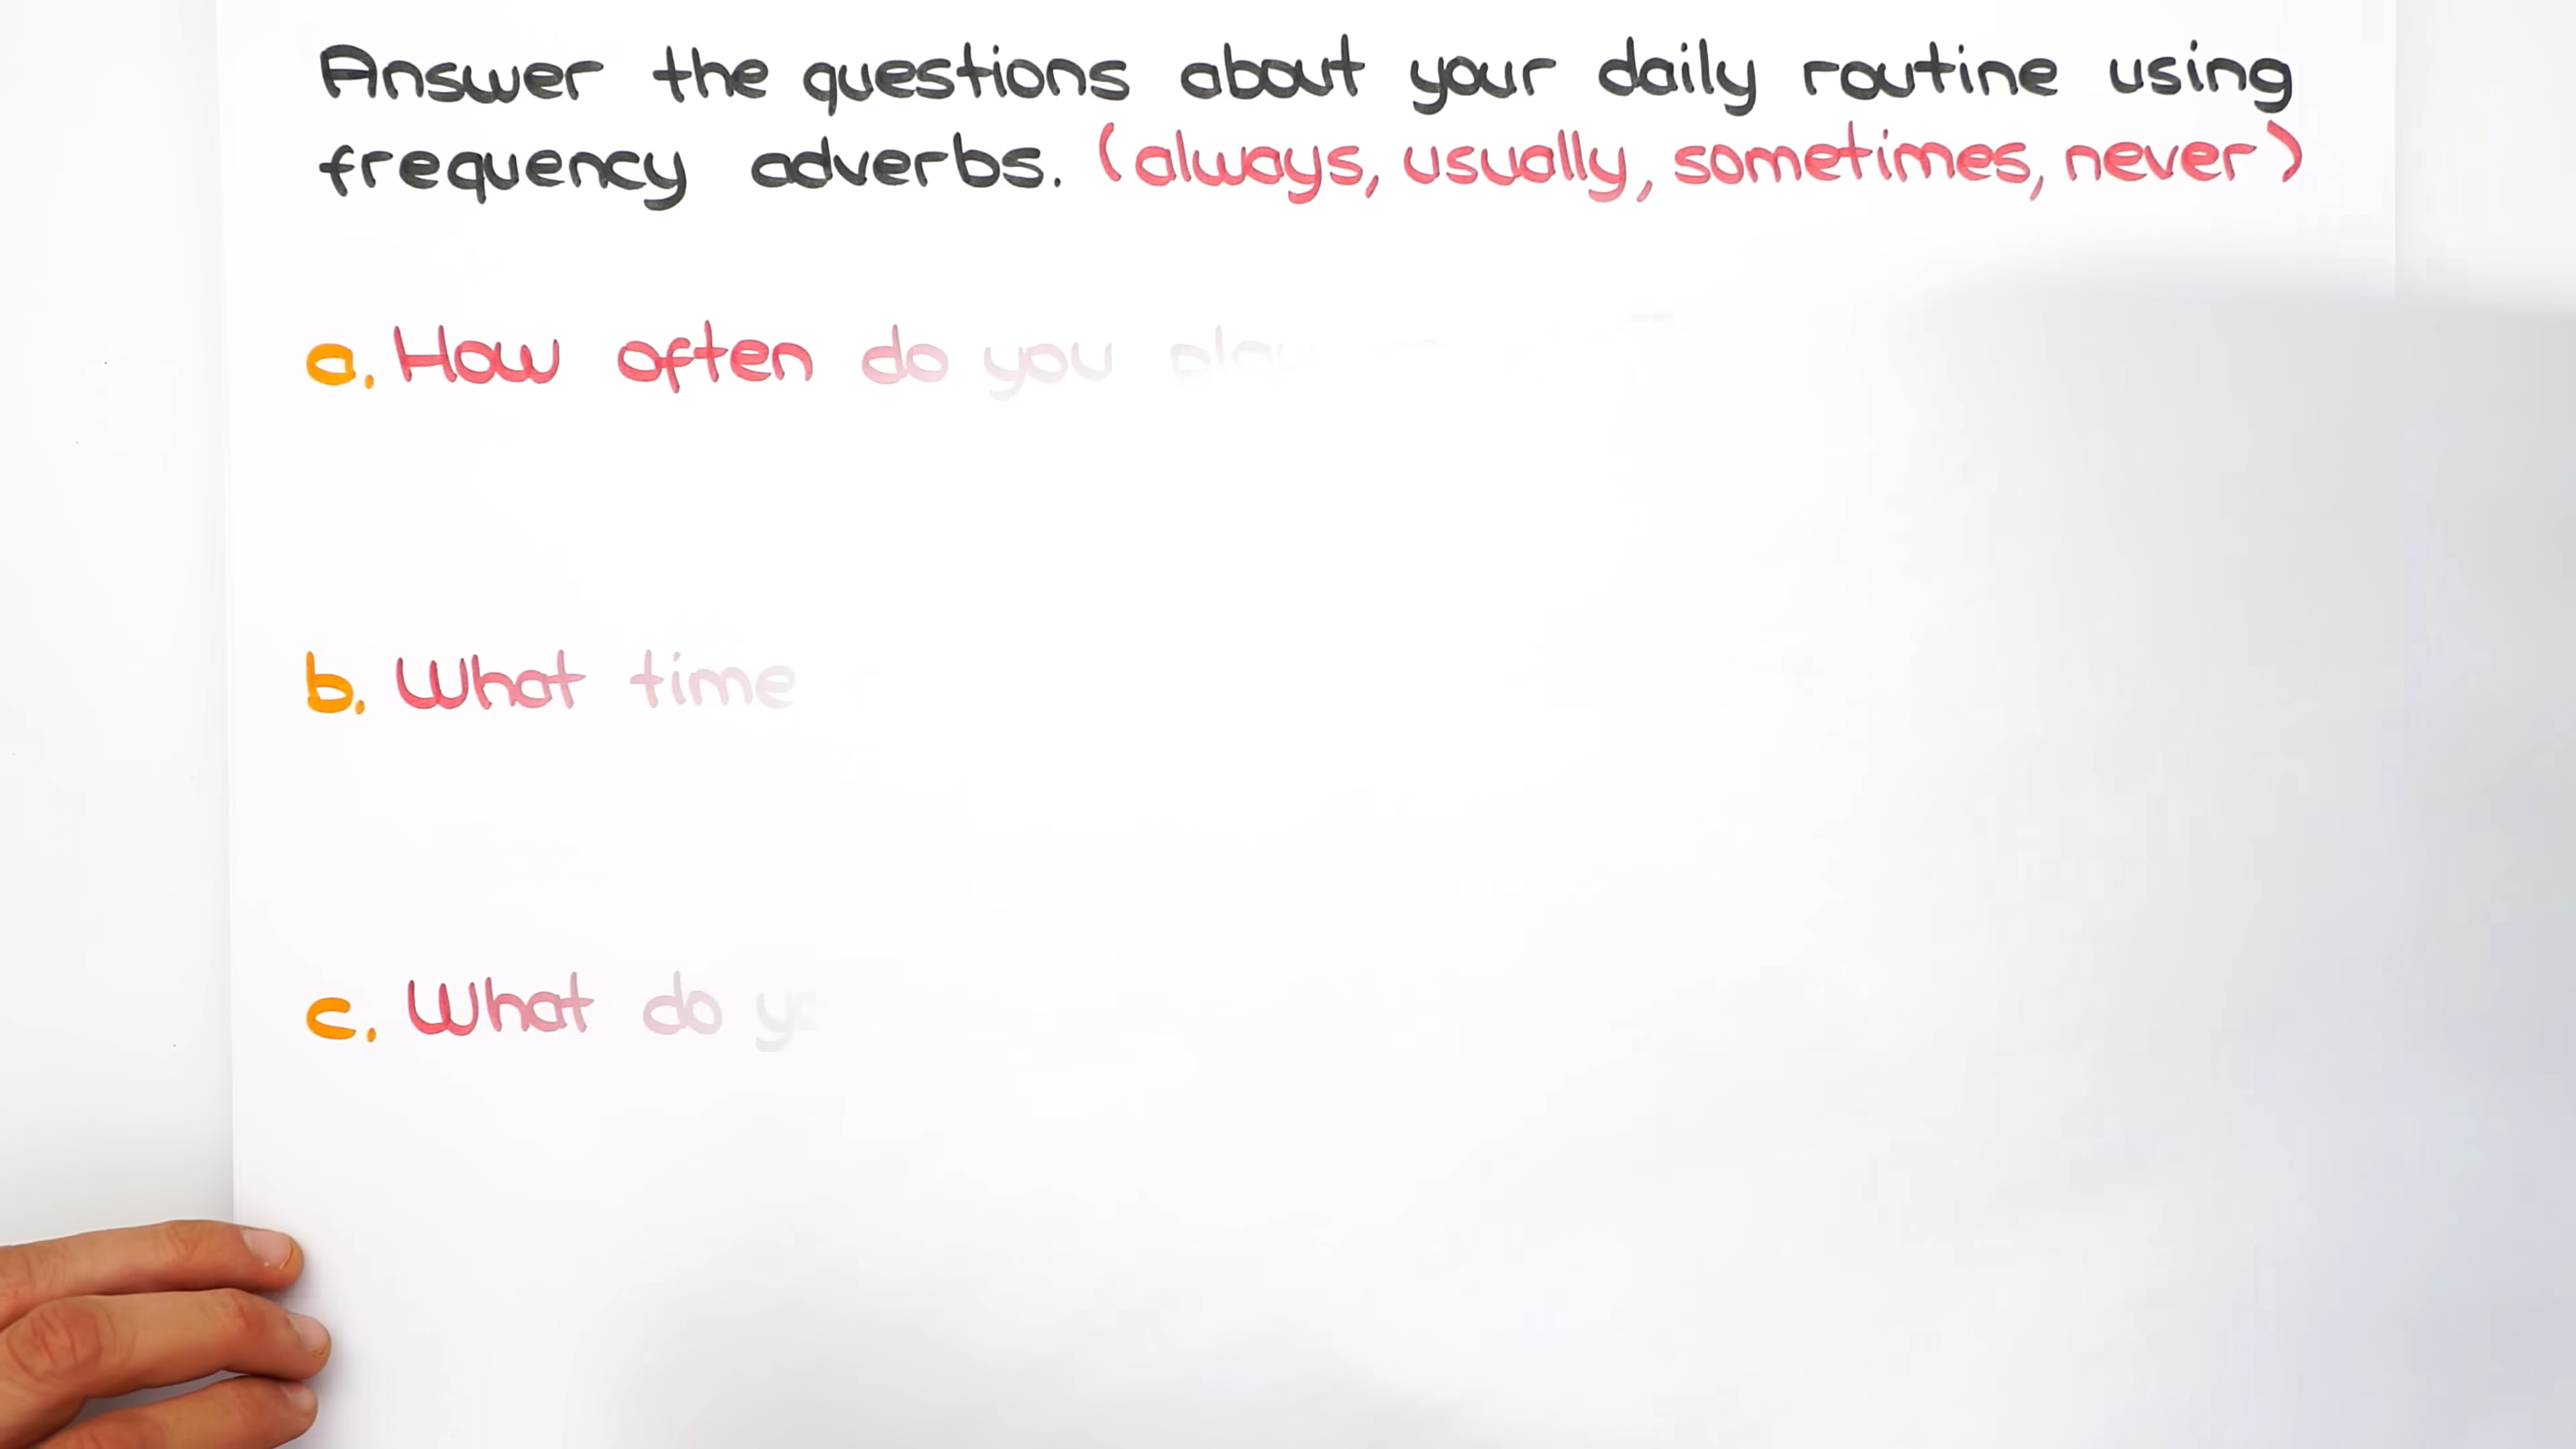 Answer the questions about your daily routine using
frequency adverbs. (always, usually, sometimes, never)
a. How often do you play
b. What time
c. What do